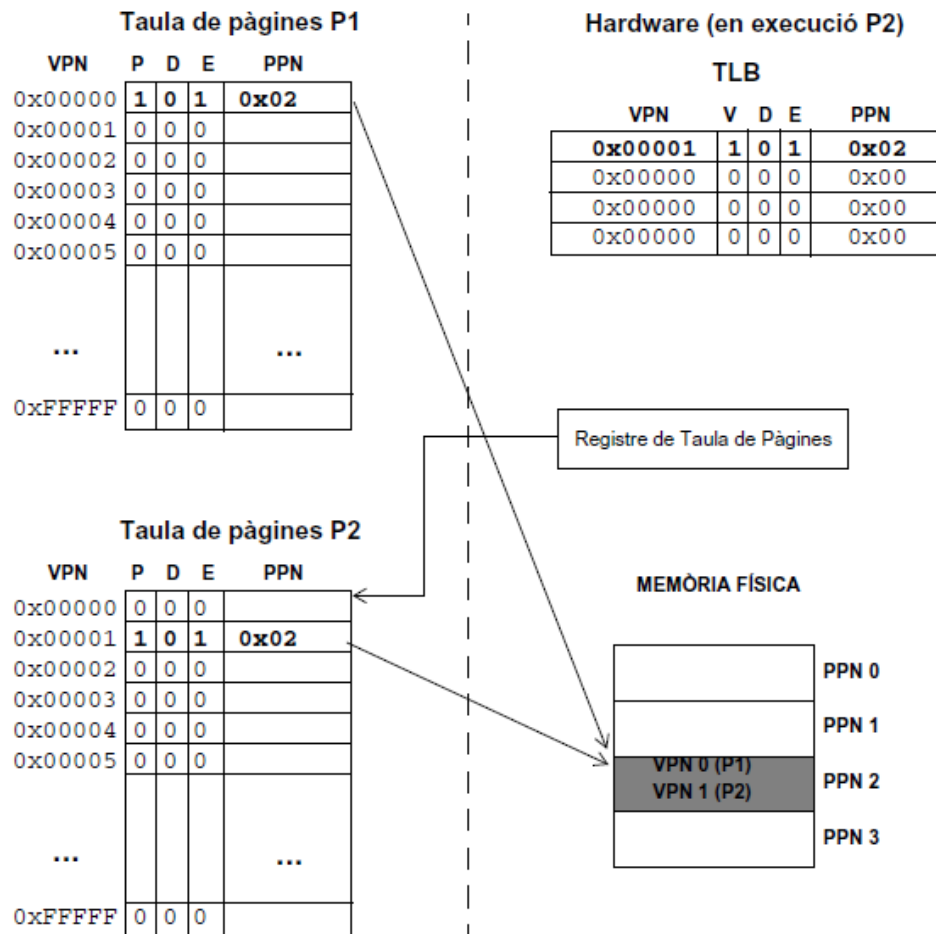 Taula de pàgines P1
VPN P D E PPN
0x00000 1 0 1 0x02
0x00001 0 0 0
0x00002 0 0 0
0x00003 0 0 0
0x00004 0 0 0
0x00005 0 0 0
... ...
0xFFFFF 0 0 0
Taula de pàgines P2
VPN P D E PPN
0x00000 0 0 0
0x00001 1 0 1 0x02
0x00002 0 0 0
0x00003 0 0 0
0x00004 0 0 0
0x00005 0 0 0
... ...
0xFFFFF 0 0 0
Hardware (en execució P2)
TLB
VPN V D E PPN
0x00001 1 0 1 0x02
0x00000 0 0 0 0x00
0x00000 0 0 0 0x00
0x00000 0 0 0 0x00
Registre de Taula de Pàgines
MEMÒRIA FÍSICA
PPN 0
PPN 1
VPN 0 (P1)
VPN 1 (P2)
PPN 2
PPN 3